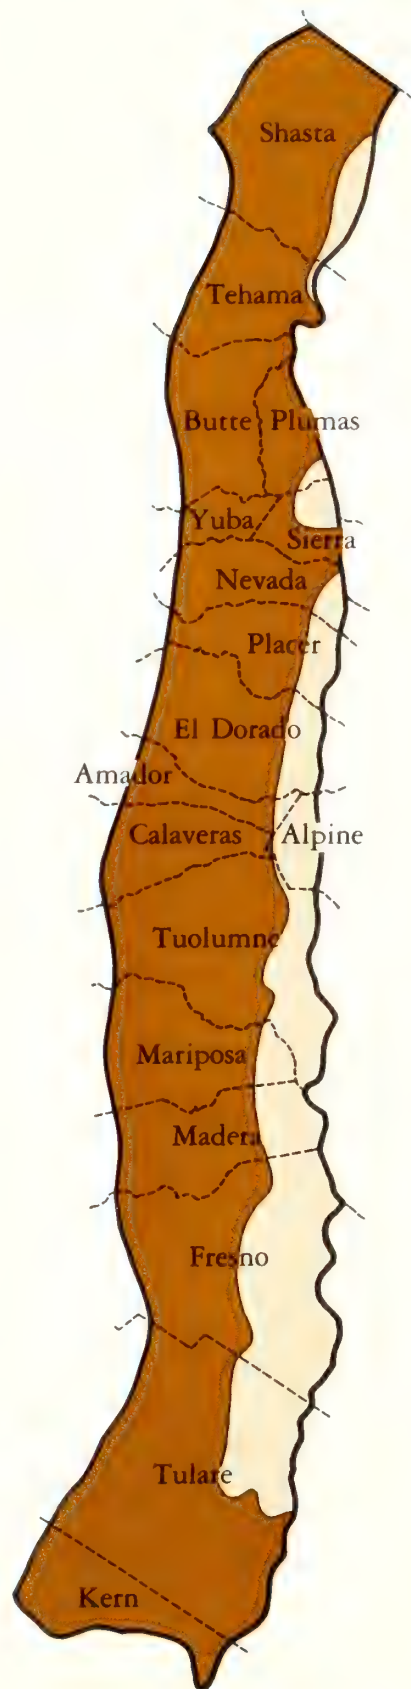 Shasta
Tehama
Butte
Plumas
Yuba
Sierra
Nevada
Placer
El Dorado
Amador
Calaveras
Alpine
Tuolumne
Mariposa
Madera
Fresno
Tulare
Kern